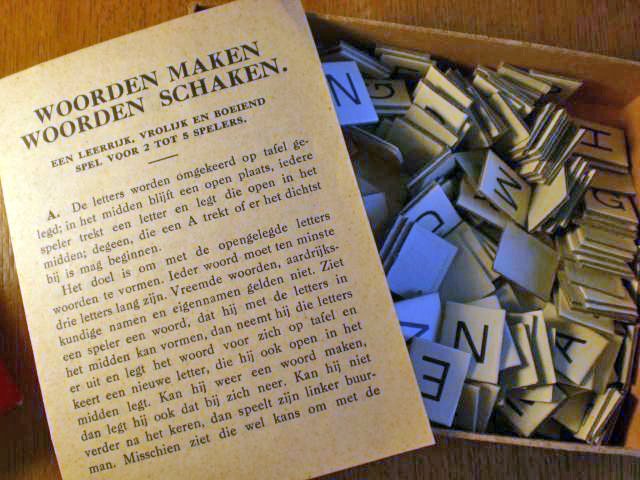 WOORDEN MAKEN
WOORDEN SCHAKEN.
EEN LEERRIJK, VROLIJK EN BOEIEND
SPEL VOOR 2 TOT 5 SPELERS.
A. De letters worden omgekeerd op tafel ge-
legd; in het midden blijft een open plaats, iedere
speler trekt een letter en legt die open in het
midden; degeen, die een A trekt of er het dichtst
bij is mag beginnen.
Het doel is om met de opengelegde letters
woorden te vormen. Ieder woord moet ten minste
drie letters lang zijn. Vreemde woorden, aardrijks-
kundige namen en eigennamen gelden niet. Ziet
een speler een woord, dat hij met de letters in
het midden kan vormen, dan neemt hij die letters
er uit en legt het woord voor zich op tafel en
keert een nieuwe letter, die hij ook open in het
midden legt. Kan hij weer een woord maken,
dan legt hij ook dat bij zich neer. Kan hij niet
verder na het keren, dan speelt zijn linker buur-
man. Misschien ziet die wel kans om met de
N
G
H
M
G
N
A
E